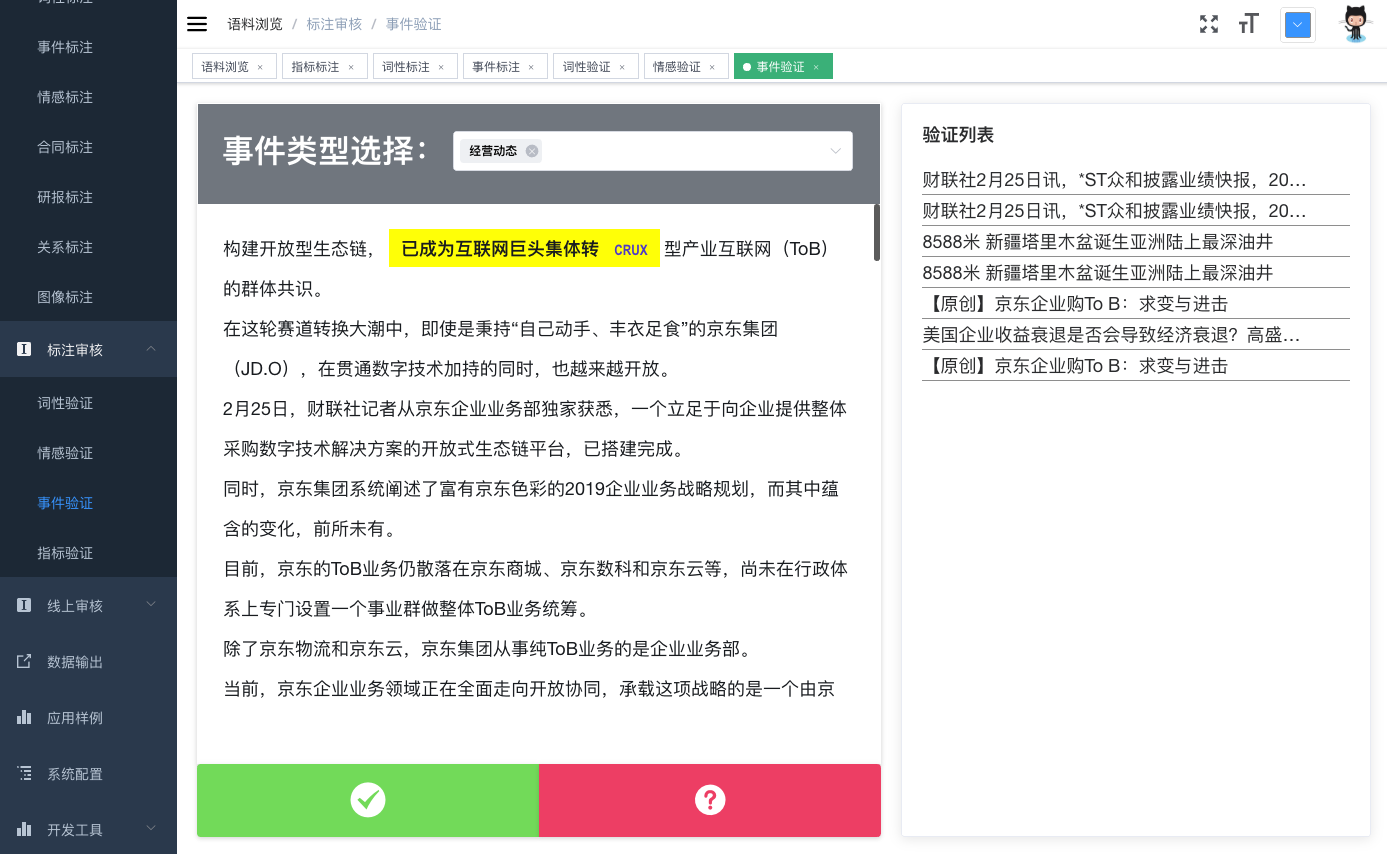 事件标注
情感标注
合同标注
研报标注
关系标注
图像标注
标注审核
词性验证
情感验证
事件验证
指标验证
线上审核
数据输出
应用样例
系统配置
开发工具
语料浏览 / 标注审核 / 事件验证
语料浏览 × 指标标注 × 词性标注 × 事件标注 × 词性验证 × 情感验证 × 事件验证 ×
事件类型选择：
经营动态
构建开放型生态链， 已成为互联网巨头集体转 CRUX 型产业互联网（ToB）
的群体共识。
在这轮赛道转换大潮中，即使是秉持“自己动手、丰衣足食”的京东集团
（JD.O），在贯通数字技术加持的同时，也越来越开放。
2月25日，财联社记者从京东企业业务部独家获悉，一个立足于向企业提供整体
采购数字技术解决方案的开放式生态链平台，已搭建完成。
同时，京东集团系统阐述了富有京东色彩的2019企业业务战略规划，而其中蕴
含的变化，前所未有。
目前，京东的ToB业务仍散落在京东商城、京东数科和京东云等，尚未在行政体
系上专门设置一个事业群做整体ToB业务统筹。
除了京东物流和京东云，京东集团从事纯ToB业务的是企业业务部。
当前，京东企业业务领域正在全面走向开放协同，承载这项战略的是一个由京
验证列表
财联社2月25日讯，*ST众和披露业绩快报，20...
财联社2月25日讯，*ST众和披露业绩快报，20...
8588米 新疆塔里木盆诞生亚洲陆上最深油井
8588米 新疆塔里木盆诞生亚洲陆上最深油井
【原创】京东企业购To B：求变与进击
美国企业收益衰退是否会导致经济衰退？高盛...
【原创】京东企业购To B：求变与进击